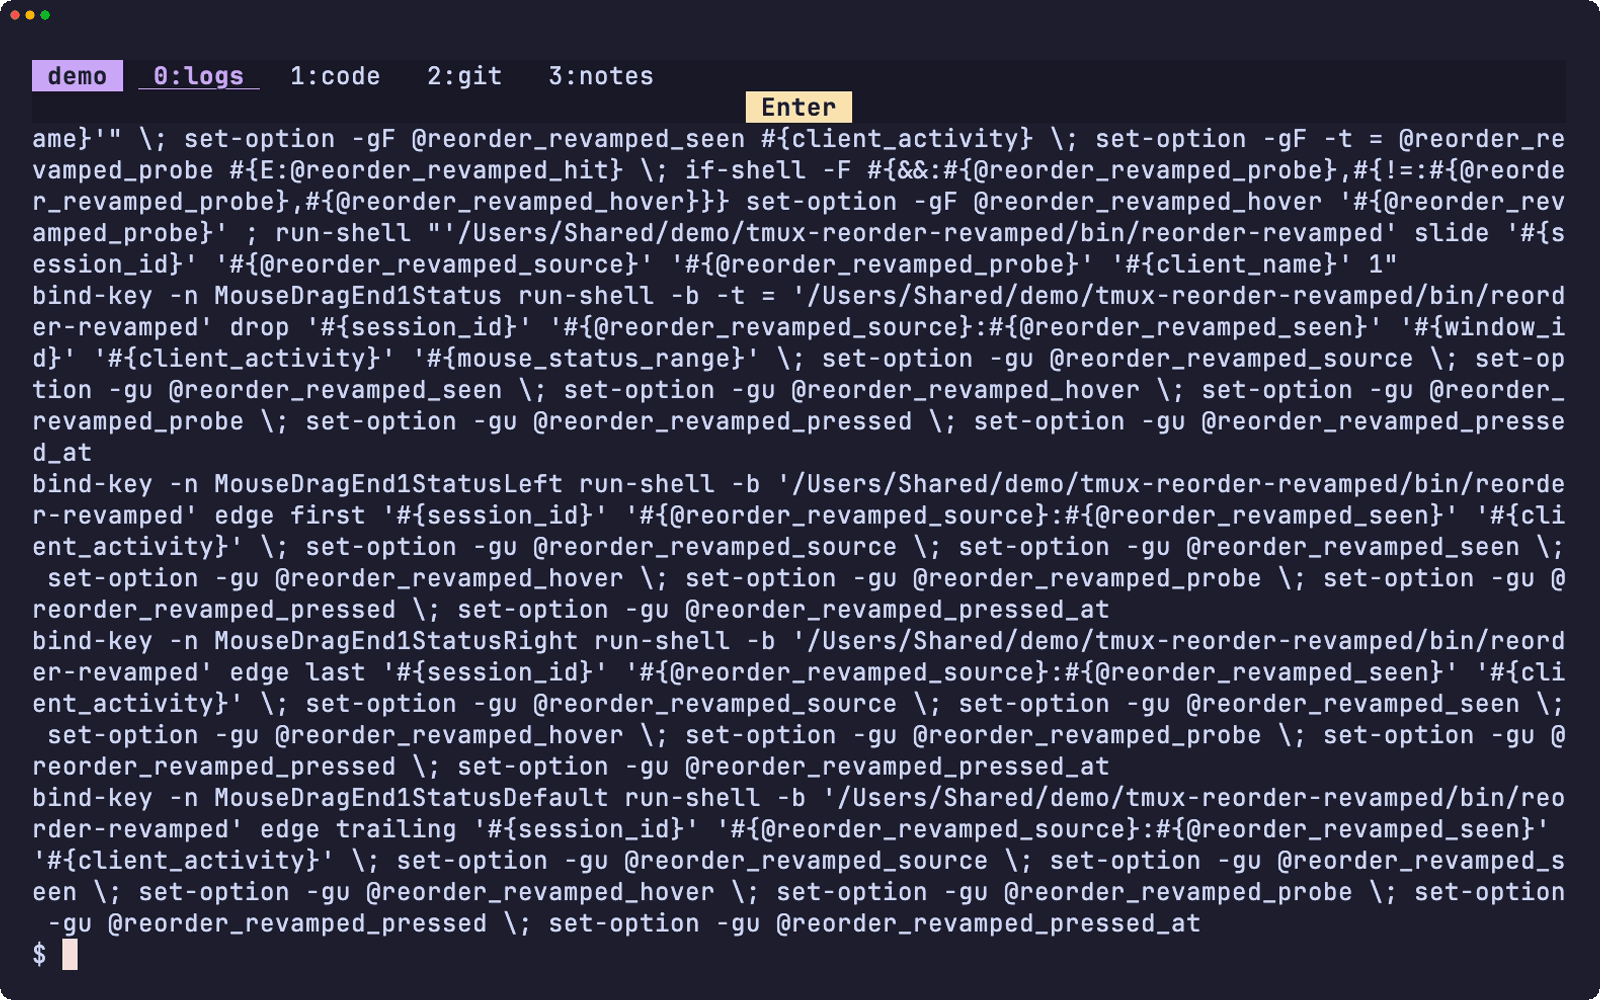 demo 0:logs 1:code 2:git 3:notes
Enter
ame}'" \; set-option -gF @reorder_revamped_seen #{client_activity} \; set-option -gF -t = @reorder_re
vamped_probe #{E:@reorder_revamped_hit} \; if-shell -F #{&&:#{@reorder_revamped_probe},#{!=:#{@reorde
r_revamped_probe},#{@reorder_revamped_hover}}} set-option -gF @reorder_revamped_hover '#{@reorder_rev
amped_probe}' ; run-shell "'/Users/Shared/demo/tmux-reorder-revamped/bin/reorder-revamped' slide '#{s
ession_id}' '#{@reorder_revamped_source}' '#{@reorder_revamped_probe}' '#{client_name}' 1"
bind-key -n MouseDragEnd1Status run-shell -b -t = '/Users/Shared/demo/tmux-reorder-revamped/bin/reord
er-revamped' drop '#{session_id}' '#{@reorder_revamped_source}:#{@reorder_revamped_seen}' '#{window_i
d}' '#{client_activity}' '#{mouse_status_range}' \; set-option -gu @reorder_revamped_source \; set-op
tion -gu @reorder_revamped_seen \; set-option -gu @reorder_revamped_hover \; set-option -gu @reorder_
revamped_probe \; set-option -gu @reorder_revamped_pressed \; set-option -gu @reorder_revamped_presse
d_at
bind-key -n MouseDragEnd1StatusLeft run-shell -b '/Users/Shared/demo/tmux-reorder-revamped/bin/reorde
r-revamped' edge first '#{session_id}' '#{@reorder_revamped_source}:#{@reorder_revamped_seen}' '#{cli
ent_activity}' \; set-option -gu @reorder_revamped_source \; set-option -gu @reorder_revamped_seen \;
 set-option -gu @reorder_revamped_hover \; set-option -gu @reorder_revamped_probe \; set-option -gu @
reorder_revamped_pressed \; set-option -gu @reorder_revamped_pressed_at
bind-key -n MouseDragEnd1StatusRight run-shell -b '/Users/Shared/demo/tmux-reorder-revamped/bin/reord
er-revamped' edge last '#{session_id}' '#{@reorder_revamped_source}:#{@reorder_revamped_seen}' '#{cli
ent_activity}' \; set-option -gu @reorder_revamped_source \; set-option -gu @reorder_revamped_seen \;
 set-option -gu @reorder_revamped_hover \; set-option -gu @reorder_revamped_probe \; set-option -gu @
reorder_revamped_pressed \; set-option -gu @reorder_revamped_pressed_at
bind-key -n MouseDragEnd1StatusDefault run-shell -b '/Users/Shared/demo/tmux-reorder-revamped/bin/reo
rder-revamped' edge trailing '#{session_id}' '#{@reorder_revamped_source}:#{@reorder_revamped_seen}'
'#{client_activity}' \; set-option -gu @reorder_revamped_source \; set-option -gu @reorder_revamped_s
een \; set-option -gu @reorder_revamped_hover \; set-option -gu @reorder_revamped_probe \; set-option
 -gu @reorder_revamped_pressed \; set-option -gu @reorder_revamped_pressed_at
$